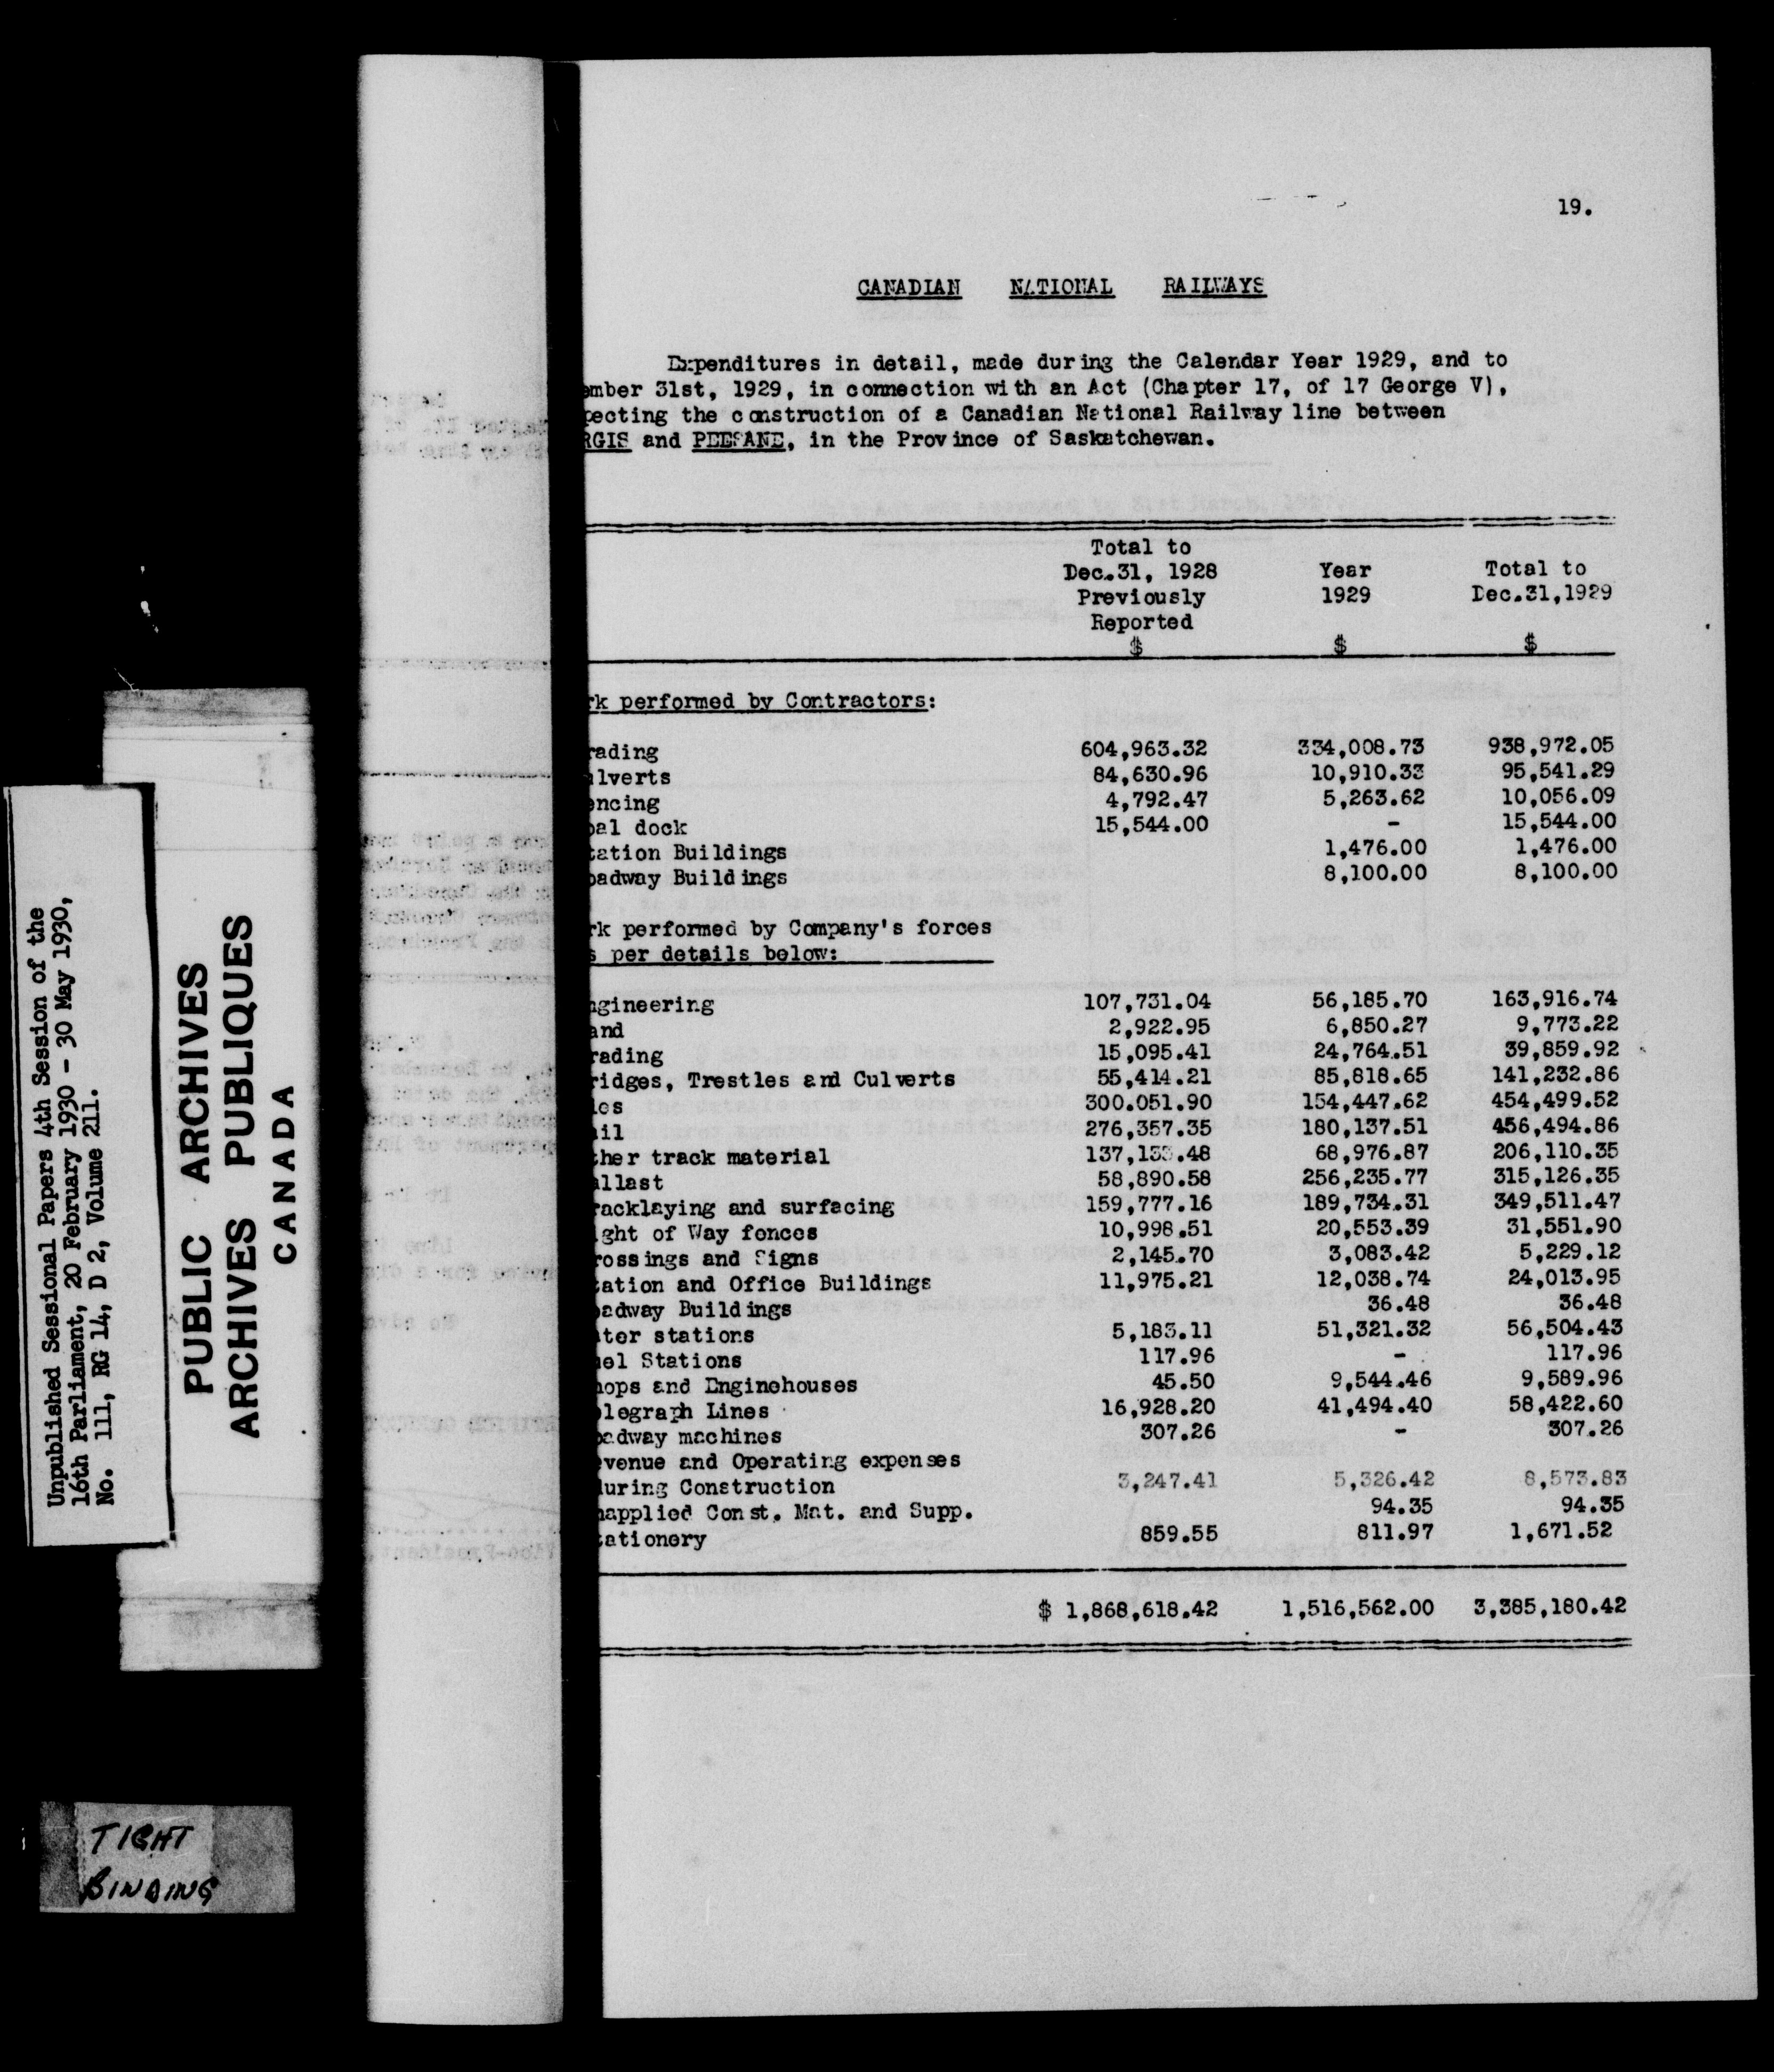 19.
CANADIAN NATIONAL RAILWAYS
Expenditures in detail, made during the Calendar Year 1929, and to
ember 31st, 1929, in connection with an Act (Chapter 17, of 17 George V),
pecting the construction of a Canadian National Railway line between
RGIS and PEESANE, in the Province of Saskatchewan.
Total to
Dec.31, 1928 Year Total to
Previously 1929 Dec.31,1929
Reported
$ $ $
rk performed by Contractors:
rading 604,963.32 334,008.73 938,972.05
lverts 84,630.96 10,910.33 95,541.29
encing 4,792.47 5,263.62 10,056.09
oal dock 15,544.00 - 15,544.00
tation Buildings 1,476.00 1,476.00
oadway Buildings 8,100.00 8,100.00
rk performed by Company's forces
s per details below:
ngineering 107,731.04 56,185.70 163,916.74
and 2,922.95 6,850.27 9,773.22
rading 15,095.41 24,764.51 39,859.92
ridges, Trestles and Culverts 55,414.21 85,818.65 141,232.86
ies 300.051.90 154,447.62 454,499.52
ail 276,357.35 180,137.51 456,494.86
ther track material 137,133.48 68,976.87 206,110.35
allast 58,890.58 256,235.77 315,126.35
racklaying and surfacing 159,777.16 189,734.31 349,511.47
ight of Way fences 10,998.51 20,553.39 31,551.90
rossings and Signs 2,145.70 3,083.42 5,229.12
tation and Office Buildings 11,975.21 12,038.74 24,013.95
oadway Buildings 36.48 36.48
ter stations 5,183.11 51,321.32 56,504.43
uel Stations 117.96 - 117.96
hops and Enginehouses 45.50 9,544.46 9,589.96
elegraph Lines 16,928.20 41,494.40 58,422.60
oadway machines 307.26 - 307.26
evenue and Operating expenses
during Construction 3,247.41 5,326.42 8,573.83
napplied Const. Mat. and Supp. 94.35 94.35
tationery 859.55 811.97 1,671.52
$ 1,868,618.42 1,516,562.00 3,385,180.42
Unpublished Sessional Papers 4th Session of the
16th Parliament, 20 February 1930 - 30 May 1930,
No. 111, RG 14, D 2, Volume 211.
PUBLIC ARCHIVES
ARCHIVES PUBLIQUES
CANADA
TIGHT
BINDING